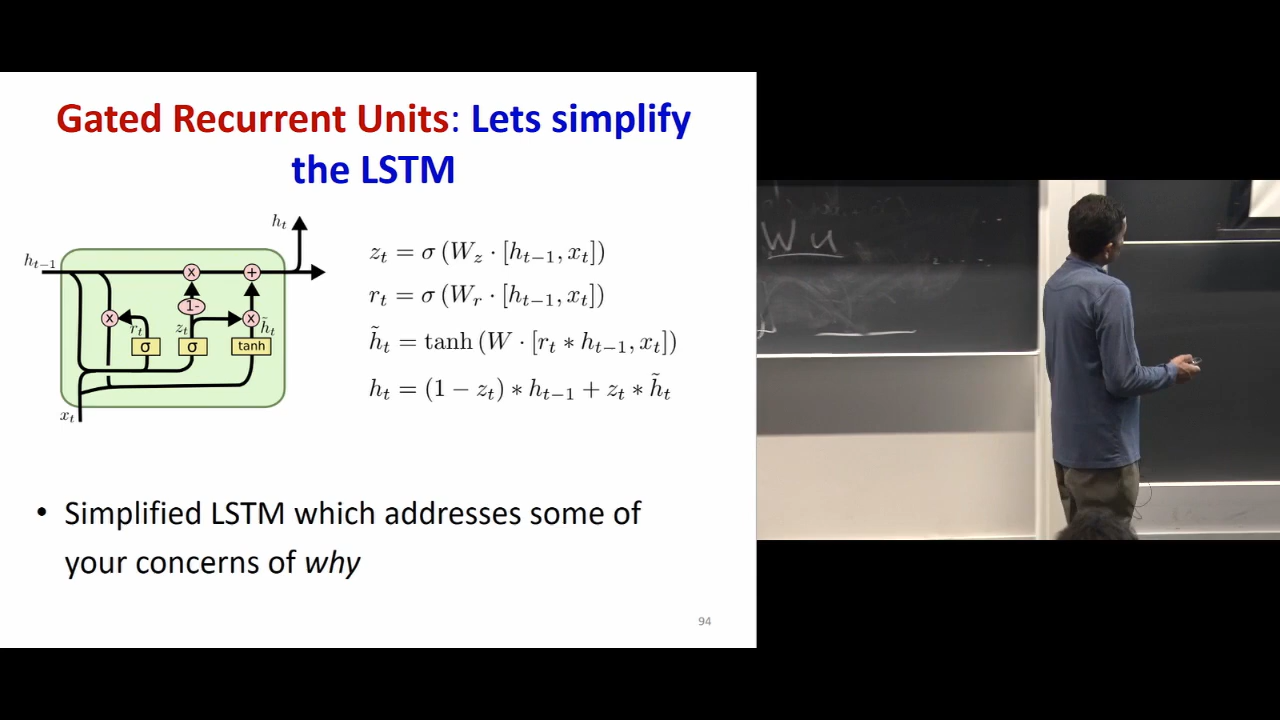 Gated Recurrent Units: Lets simplify
the LSTM
h_t
h_{t−1}
x
+
1-
x
r_t
z_t
x
h̃_t
σ
σ
tanh
x_t
z_t = σ (W_z · [h_{t−1}, x_t])
r_t = σ (W_r · [h_{t−1}, x_t])
h̃_t = tanh (W · [r_t * h_{t−1}, x_t])
h_t = (1 − z_t) * h_{t−1} + z_t * h̃_t
• Simplified LSTM which addresses some of
your concerns of why
94
W u